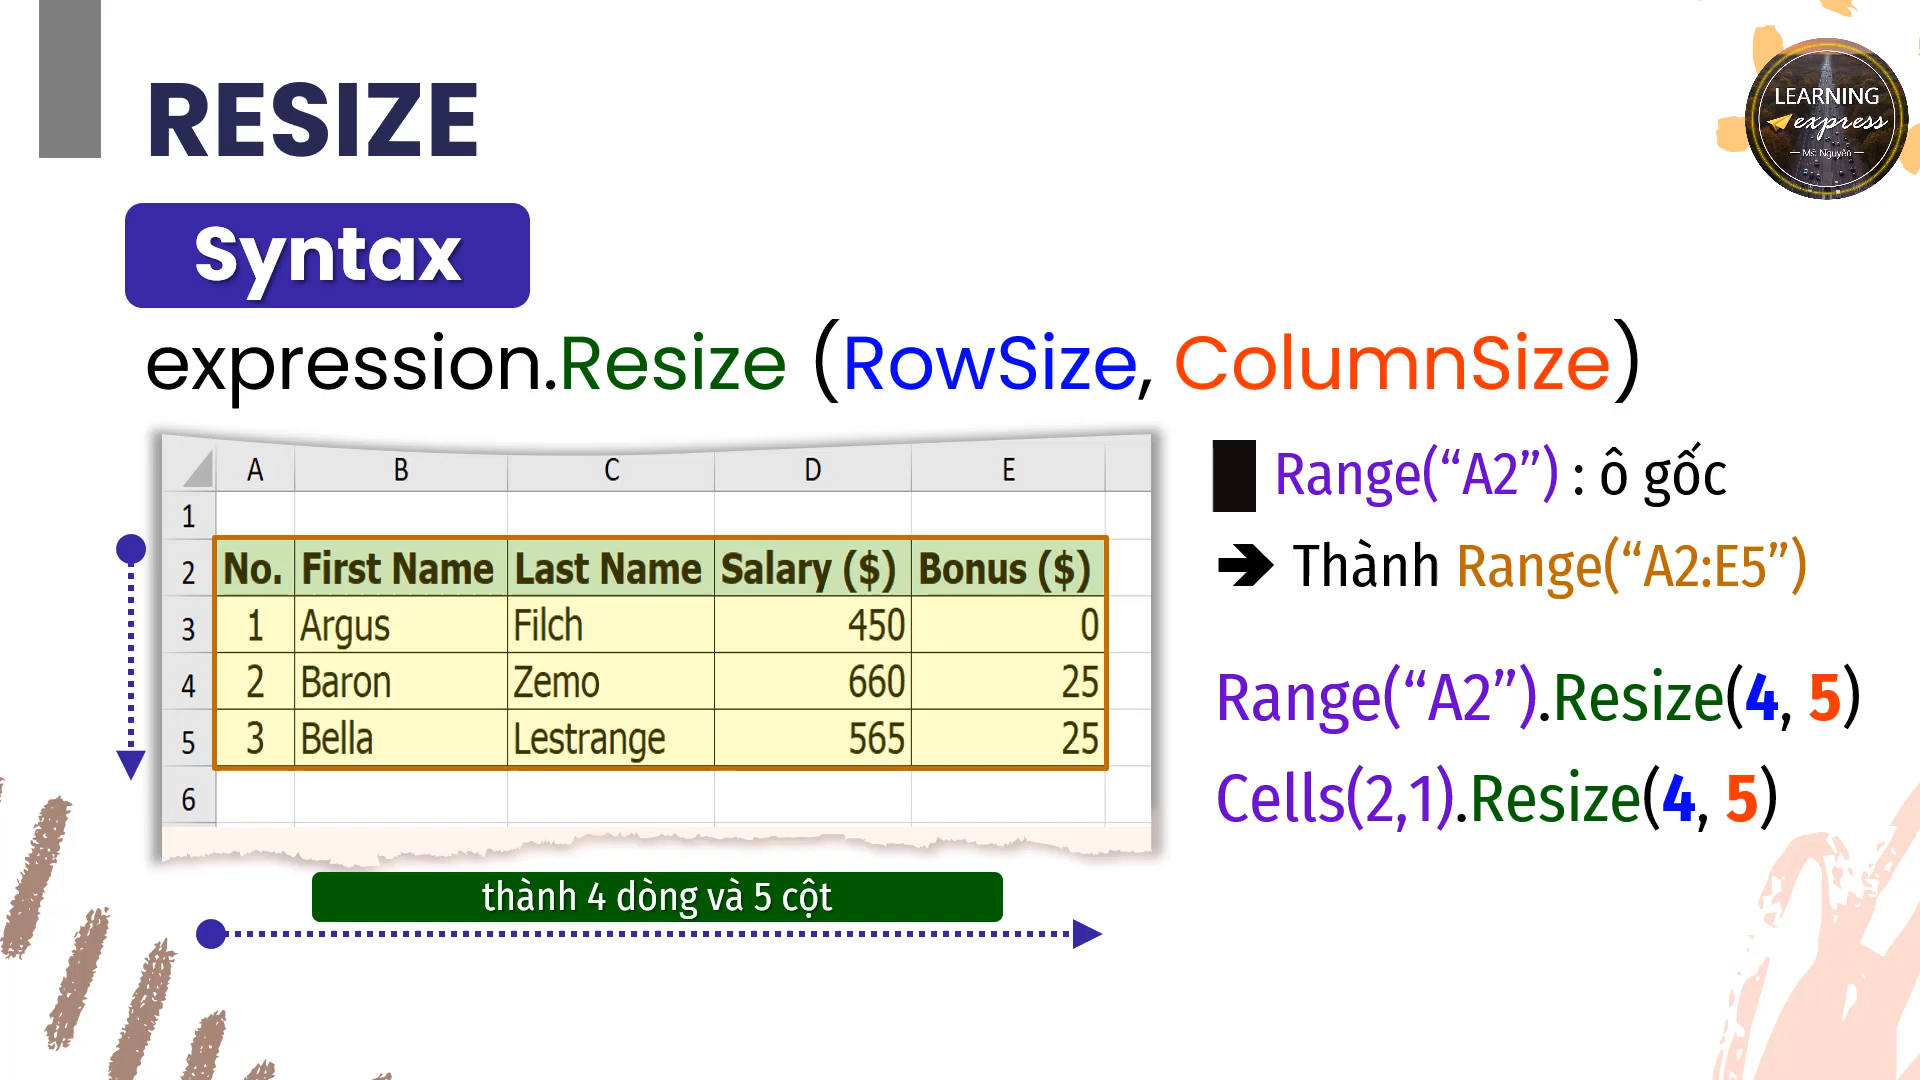 RESIZE
LEARNING
express
Ms. Nguyên
Syntax
expression.Resize (RowSize, ColumnSize)
A B C D E
1
2 No. First Name Last Name Salary ($) Bonus ($)
3 1 Argus Filch 450 0
4 2 Baron Zemo 660 25
5 3 Bella Lestrange 565 25
6
thành 4 dòng và 5 cột
Range(“A2”) : ô gốc
🡺 Thành Range(“A2:E5”)
Range(“A2”).Resize(4, 5)
Cells(2,1).Resize(4, 5)